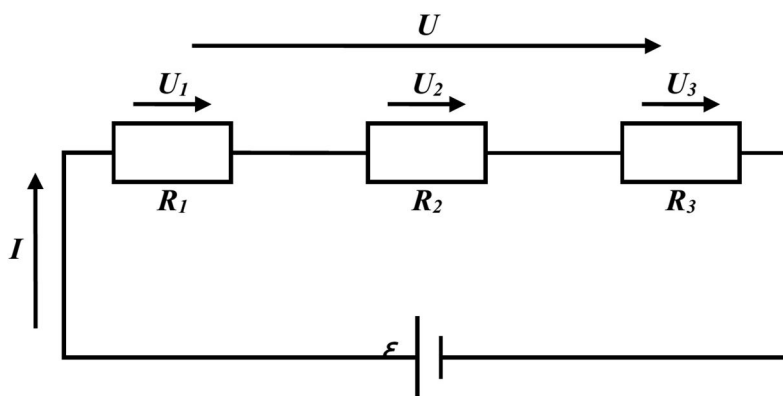 U
U₁ U₂ U₃
R₁ R₂ R₃
I
ε